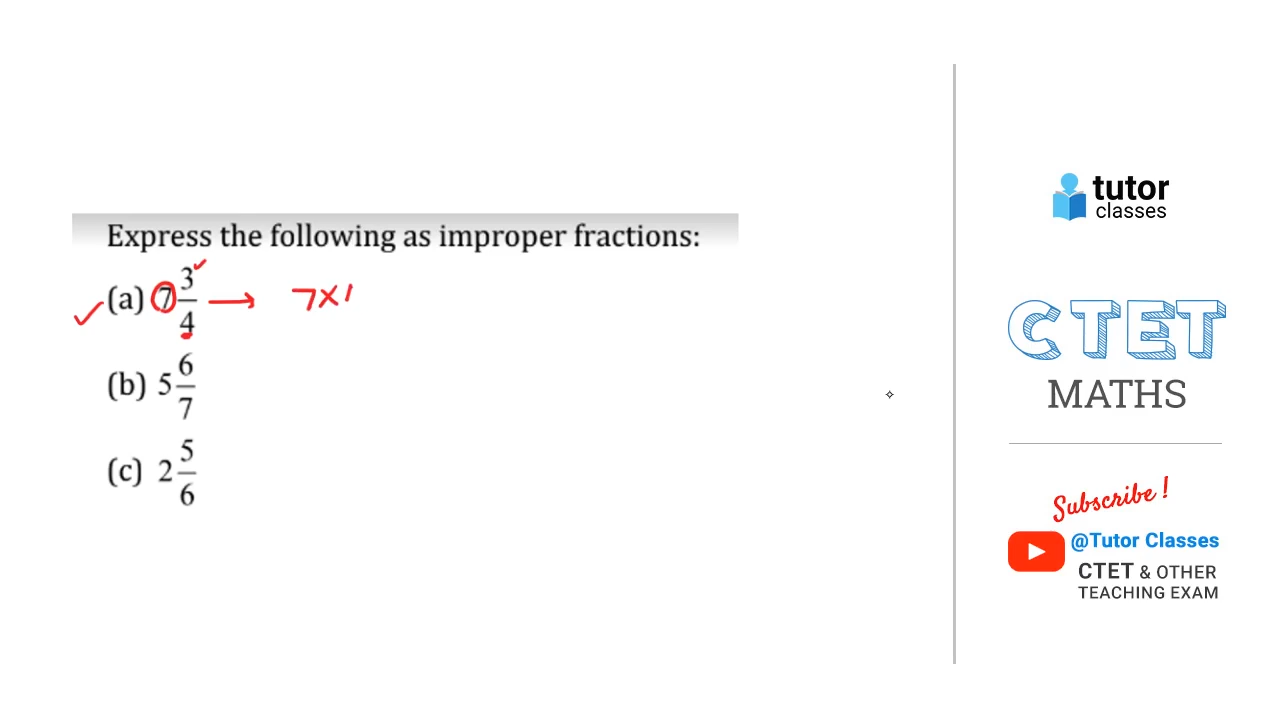 Express the following as improper fractions:
(a) 7 3/4 → 7×
(b) 5 6/7
(c) 2 5/6
tutor
classes
CTET
MATHS
Subscribe !
@Tutor Classes
CTET & OTHER
TEACHING EXAM